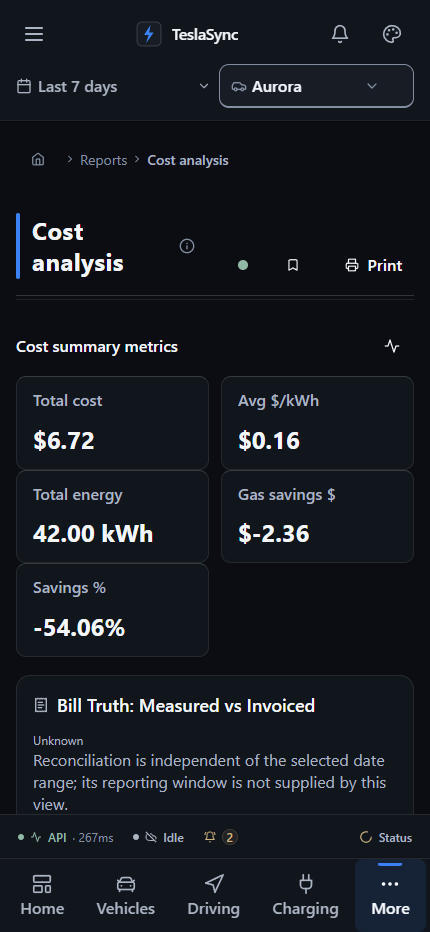 TeslaSync
Last 7 days
Aurora
Reports
Cost analysis
Cost
analysis
Print
Cost summary metrics
Total cost
$6.72
Avg $/kWh
$0.16
Total energy
42.00 kWh
Gas savings $
$-2.36
Savings %
-54.06%
Bill Truth: Measured vs Invoiced
Unknown
Reconciliation is independent of the selected date
range; its reporting window is not supplied by this
view.
API · 267ms
Idle
2
Status
Home
Vehicles
Driving
Charging
More